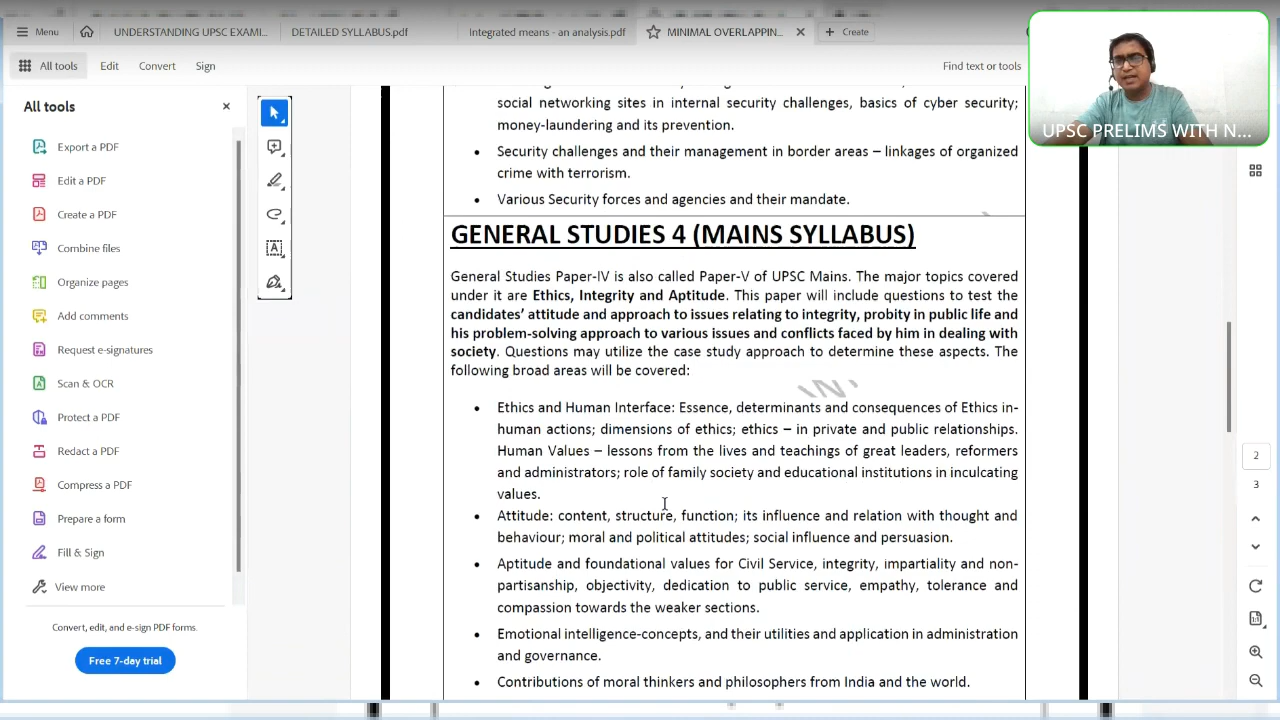 Menu
UNDERSTANDING UPSC EXAMI...
DETAILED SYLLABUS.pdf
Integrated means - an analysis.pdf
MINIMAL OVERLAPPIN...
Create
All tools
Edit
Convert
Sign
Find text or tools
UPSC PRELIMS WITH N...
All tools
Export a PDF
Edit a PDF
Create a PDF
Combine files
Organize pages
Add comments
Request e-signatures
Scan & OCR
Protect a PDF
Redact a PDF
Compress a PDF
Prepare a form
Fill & Sign
View more
Convert, edit, and e-sign PDF forms.
Free 7-day trial
social networking sites in internal security challenges, basics of cyber security;
money-laundering and its prevention.
• Security challenges and their management in border areas – linkages of organized
crime with terrorism.
• Various Security forces and agencies and their mandate.
GENERAL STUDIES 4 (MAINS SYLLABUS)
General Studies Paper-IV is also called Paper-V of UPSC Mains. The major topics covered
under it are Ethics, Integrity and Aptitude. This paper will include questions to test the
candidates' attitude and approach to issues relating to integrity, probity in public life and
his problem-solving approach to various issues and conflicts faced by him in dealing with
society. Questions may utilize the case study approach to determine these aspects. The
following broad areas will be covered:
• Ethics and Human Interface: Essence, determinants and consequences of Ethics in-
human actions; dimensions of ethics; ethics – in private and public relationships.
Human Values – lessons from the lives and teachings of great leaders, reformers
and administrators; role of family society and educational institutions in inculcating
values.
• Attitude: content, structure, function; its influence and relation with thought and
behaviour; moral and political attitudes; social influence and persuasion.
• Aptitude and foundational values for Civil Service, integrity, impartiality and non-
partisanship, objectivity, dedication to public service, empathy, tolerance and
compassion towards the weaker sections.
• Emotional intelligence-concepts, and their utilities and application in administration
and governance.
• Contributions of moral thinkers and philosophers from India and the world.
2
3